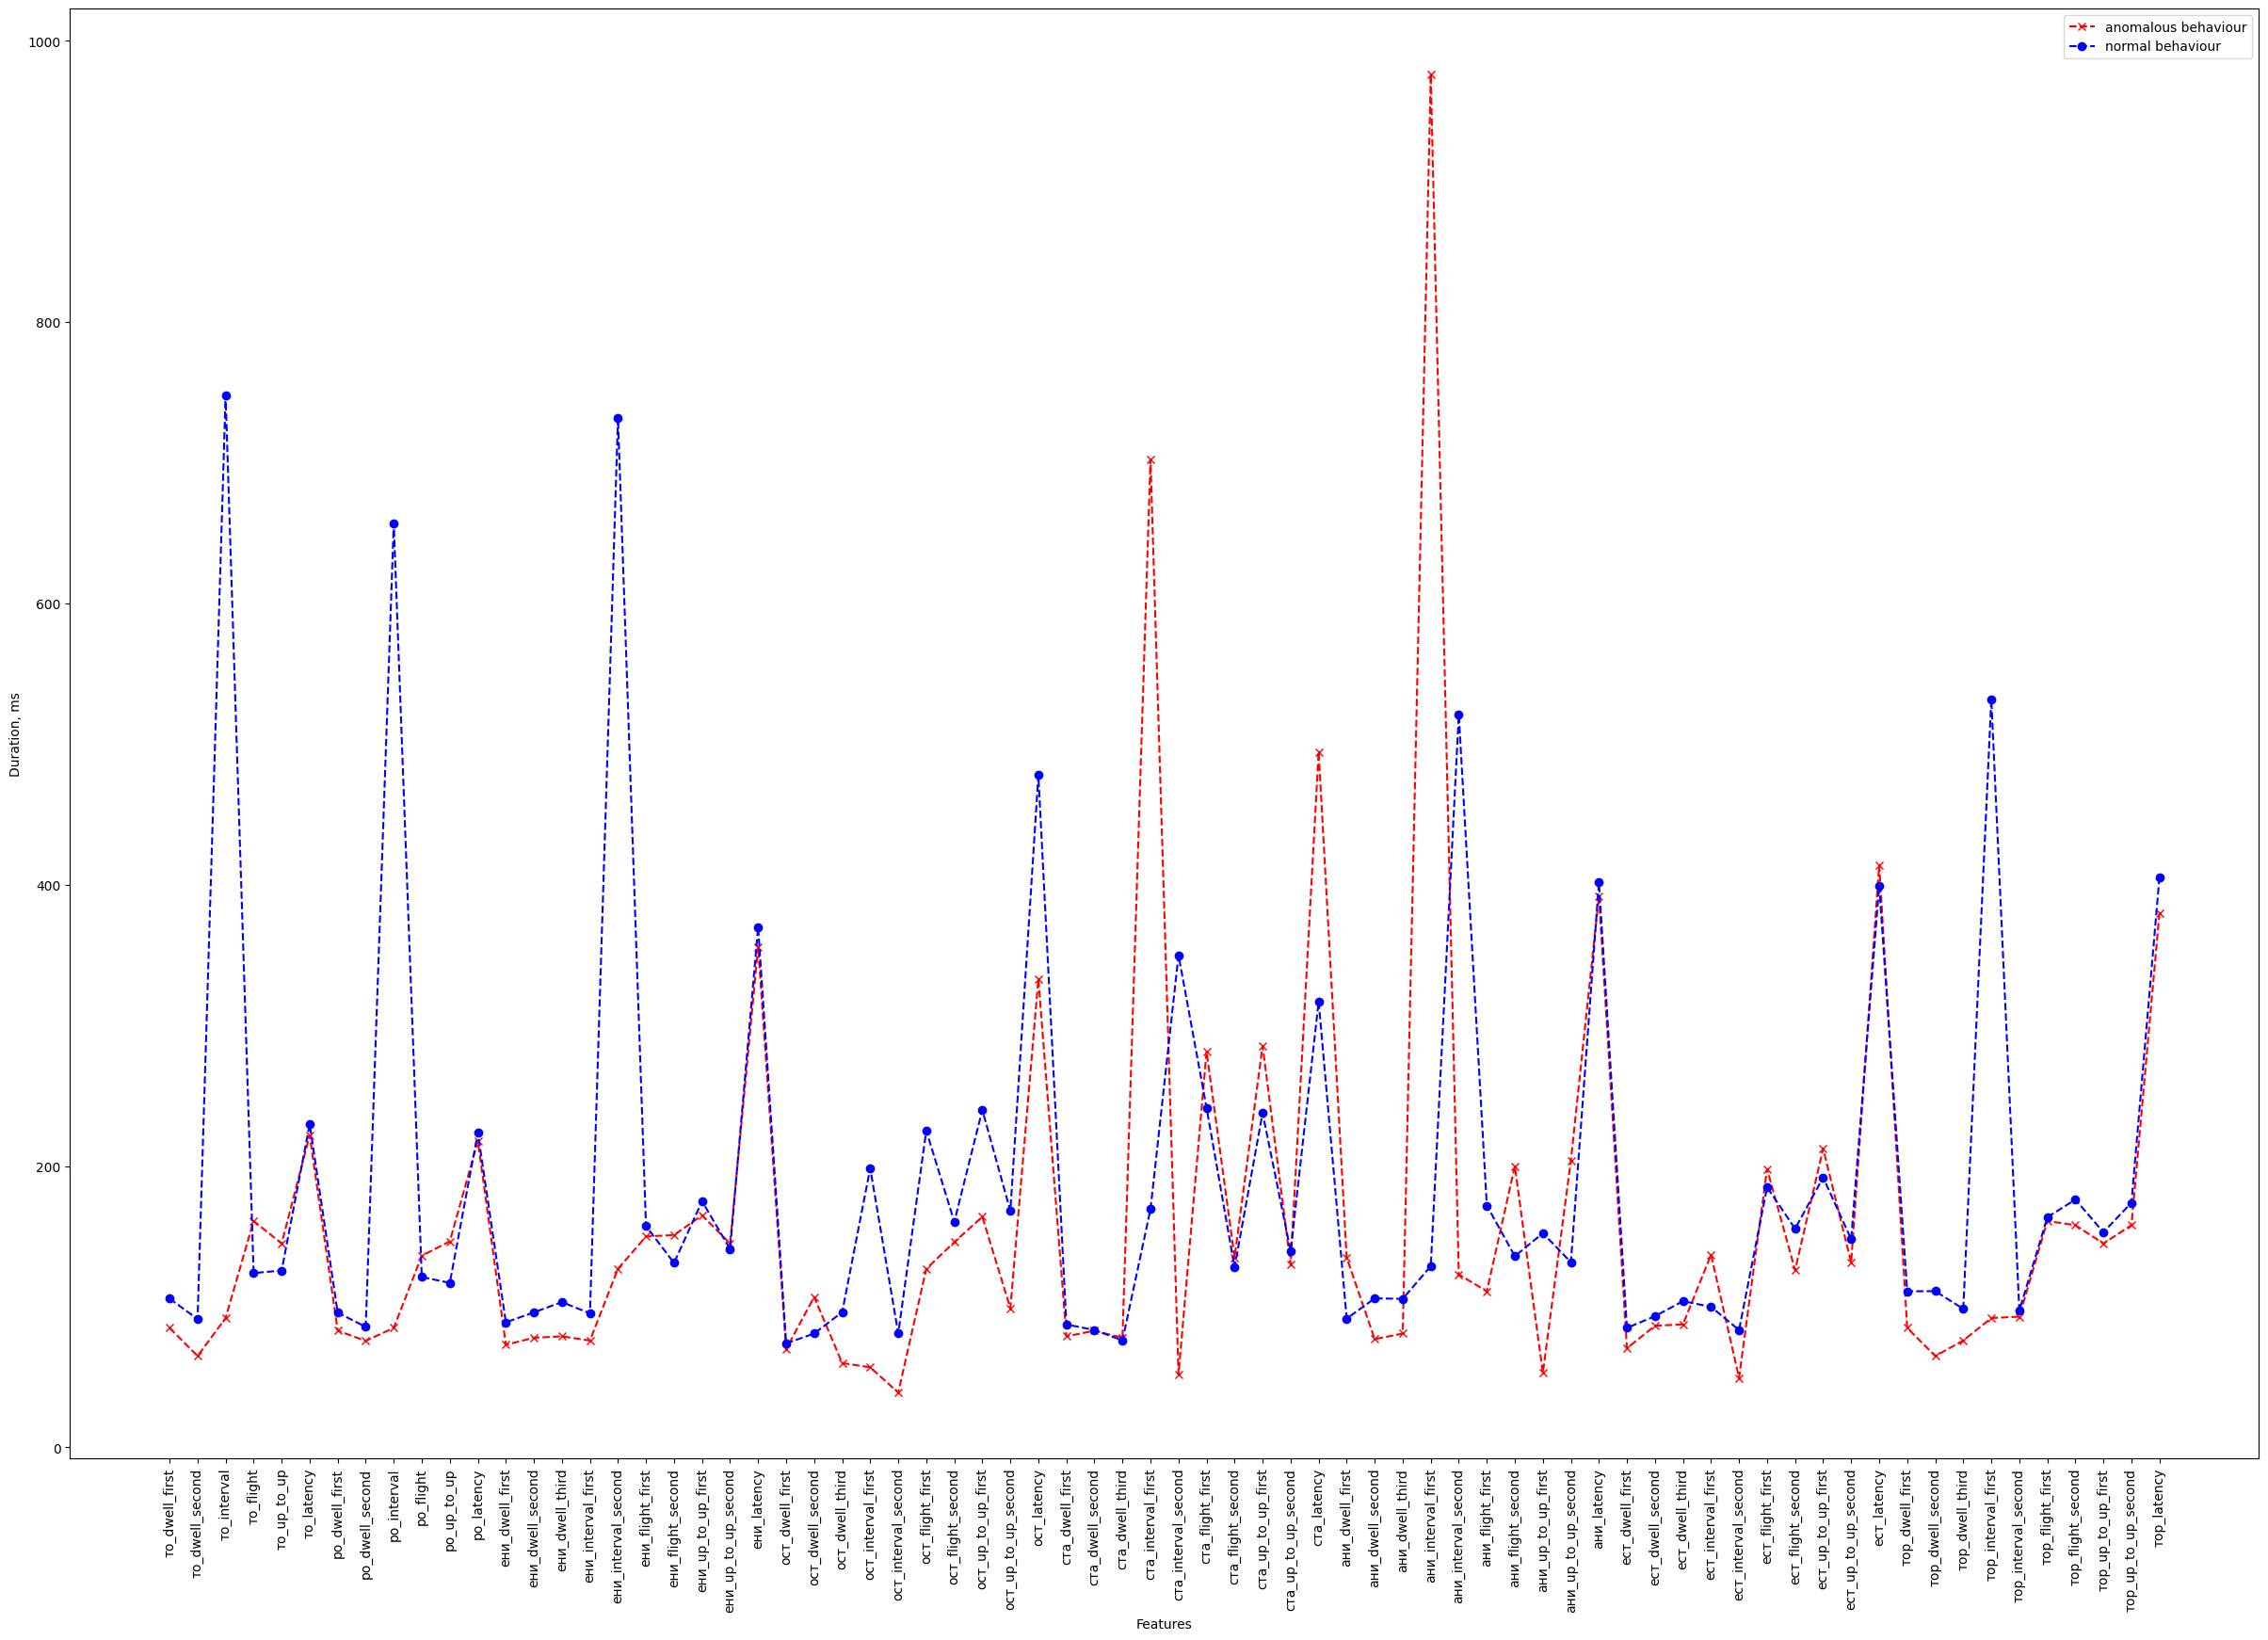 anomalous behaviour
normal behaviour
1000
800
600
400
200
0
Duration, ms
то_dwell_first
то_dwell_second
то_interval
то_flight
то_up_to_up
то_latency
ро_dwell_first
ро_dwell_second
ро_interval
ро_flight
ро_up_to_up
ро_latency
ени_dwell_first
ени_dwell_second
ени_dwell_third
ени_interval_first
ени_interval_second
ени_flight_first
ени_flight_second
ени_up_to_up_first
ени_up_to_up_second
ени_latency
ост_dwell_first
ост_dwell_second
ост_dwell_third
ост_interval_first
ост_interval_second
ост_flight_first
ост_flight_second
ост_up_to_up_first
ост_up_to_up_second
ост_latency
ста_dwell_first
ста_dwell_second
ста_dwell_third
ста_interval_first
ста_interval_second
ста_flight_first
ста_flight_second
ста_up_to_up_first
ста_up_to_up_second
ста_latency
ани_dwell_first
ани_dwell_second
ани_dwell_third
ани_interval_first
ани_interval_second
ани_flight_first
ани_flight_second
ани_up_to_up_first
ани_up_to_up_second
ани_latency
ест_dwell_first
ест_dwell_second
ест_dwell_third
ест_interval_first
ест_interval_second
ест_flight_first
ест_flight_second
ест_up_to_up_first
ест_up_to_up_second
ест_latency
тор_dwell_first
тор_dwell_second
тор_dwell_third
тор_interval_first
тор_interval_second
тор_flight_first
тор_flight_second
тор_up_to_up_first
тор_up_to_up_second
тор_latency
Features